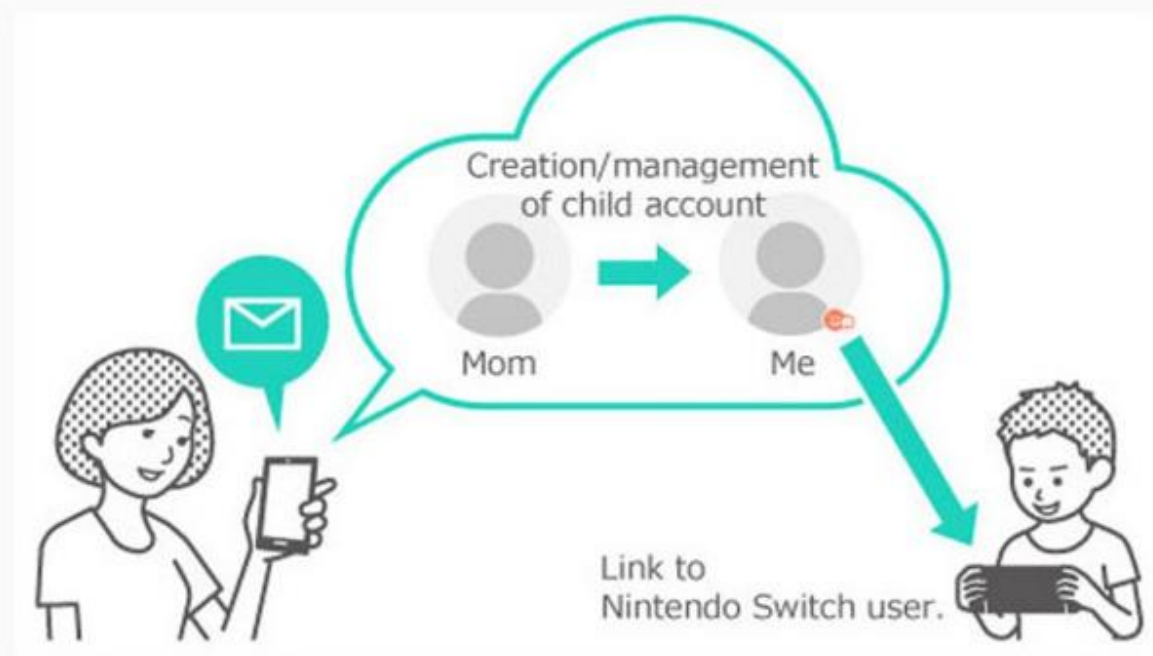 Creation/management
of child account
Mom
Me
Link to
Nintendo Switch user.